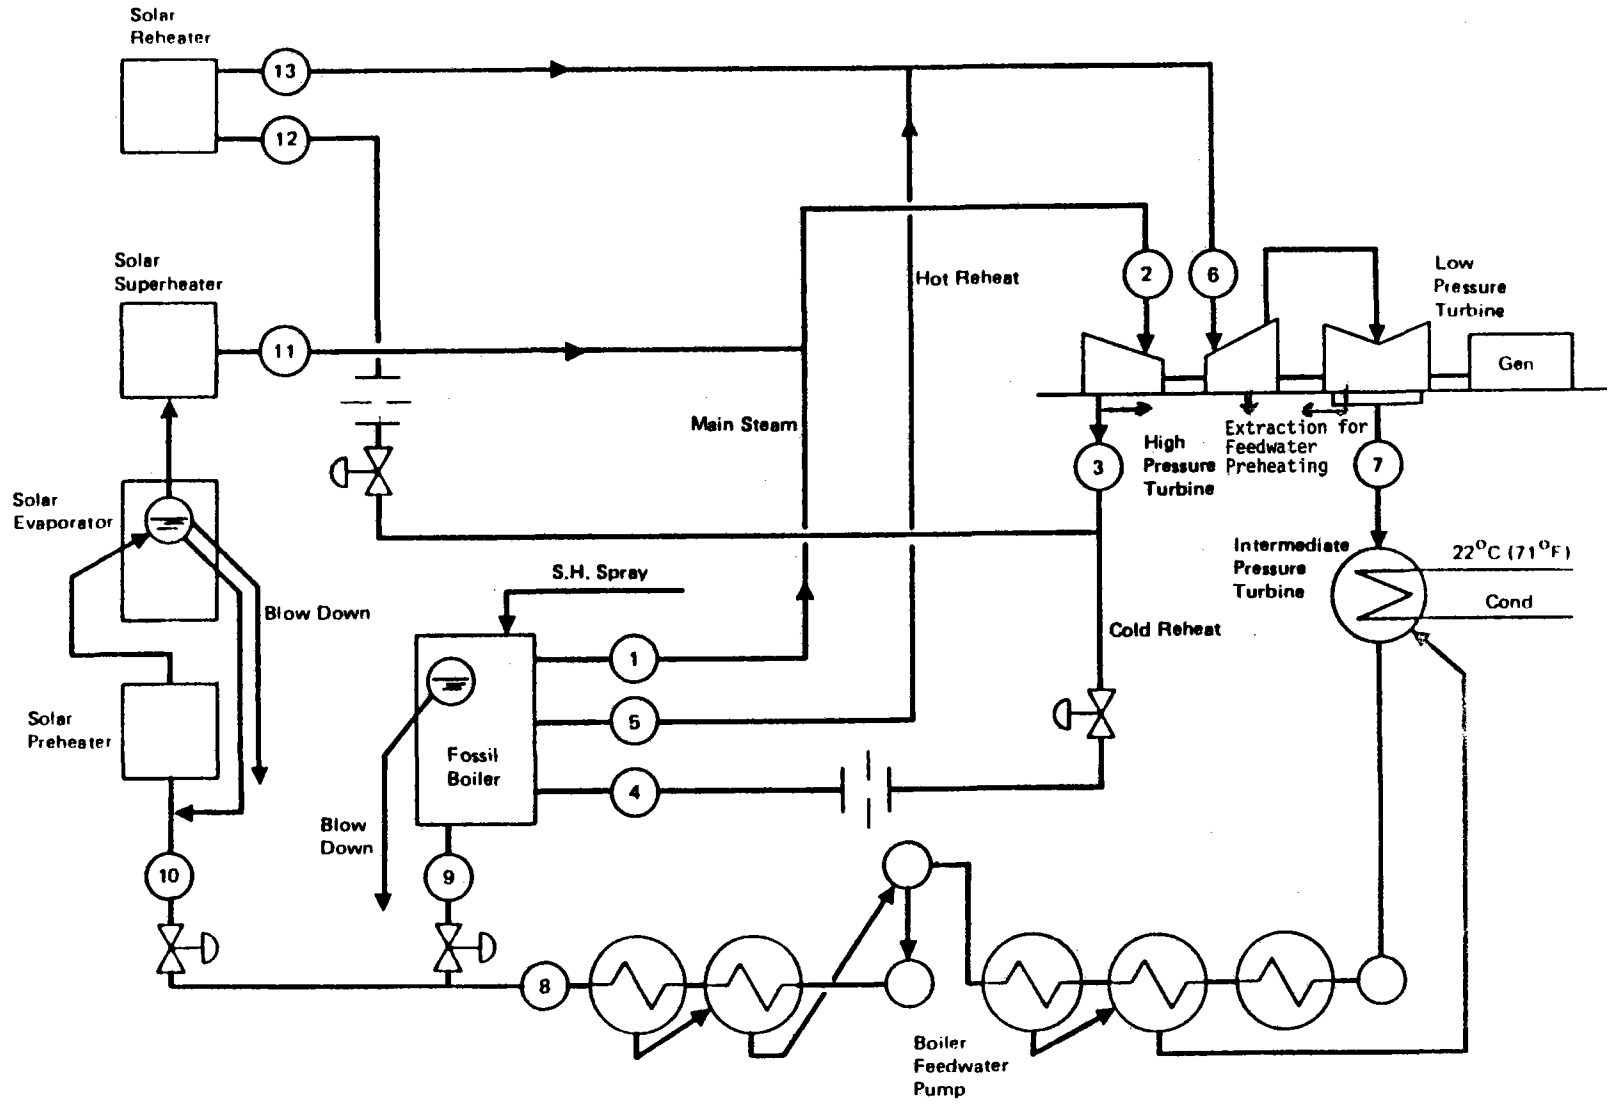 Solar
Reheater
13
12
Solar
Superheater
11
2
6
Hot Reheat
Low
Pressure
Turbine
Gen
Main Steam
Extraction for
Feedwater
Preheating
High
Pressure
Turbine
3
7
Solar
Evaporator
Blow Down
S.H. Spray
Intermediate
Pressure
Turbine
22°C (71°F)
Cond
Cold Reheat
1
5
4
Solar
Preheater
Fossil
Boiler
Blow
Down
10
9
8
Boiler
Feedwater
Pump